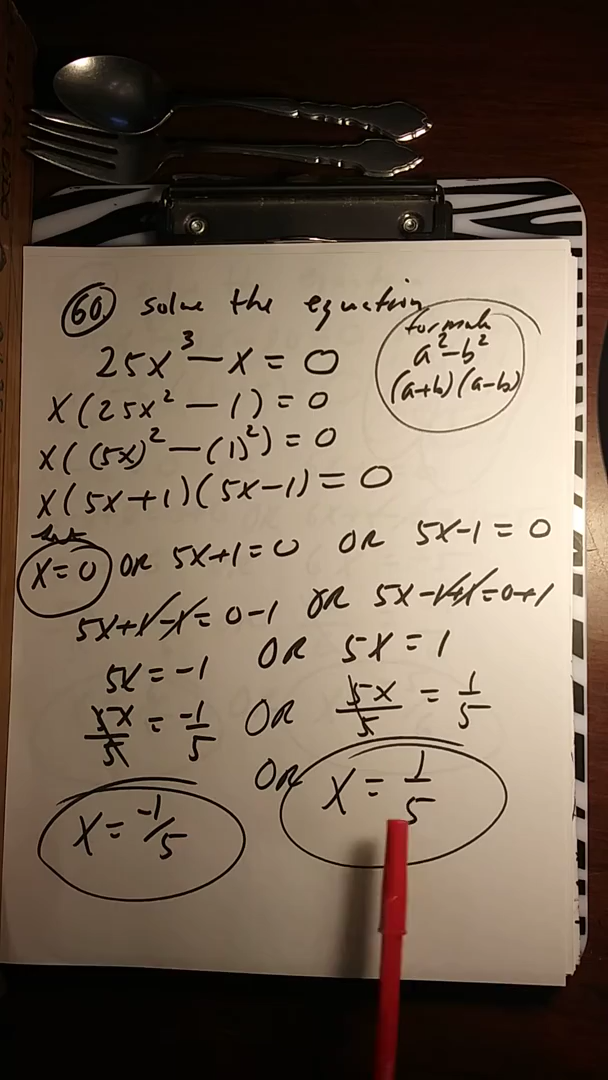 60. solve the equation
formula
a² - b²
(a+b)(a-b)
25x³ - x = 0
x(25x² - 1) = 0
x((5x)² - (1)²) = 0
x(5x+1)(5x-1) = 0
x=0 OR 5x+1=0 OR 5x-1=0
5x+1-1=0-1 OR 5x-1+1=0+1
5x=-1 OR 5x=1
5x/5 = -1/5 OR 5x/5 = 1/5
x = -1/5 OR x = 1/5